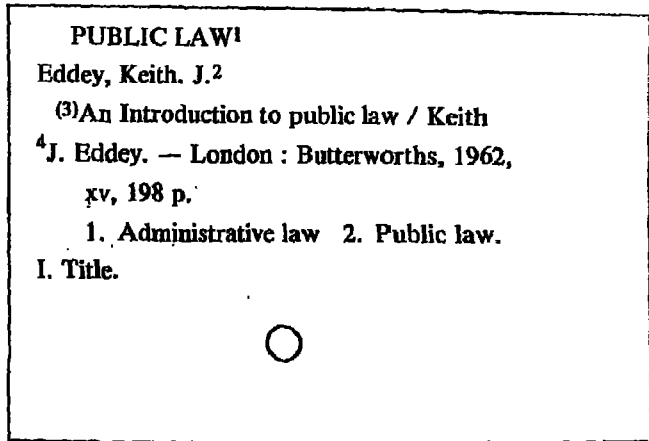 PUBLIC LAW¹
Eddey, Keith. J.²
⁽³⁾An Introduction to public law / Keith
⁴J. Eddey. — London : Butterworths, 1962,
xv, 198 p.
1. Administrative law 2. Public law.
I. Title.